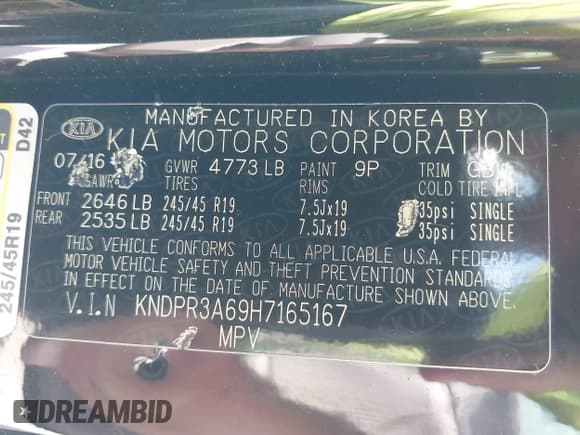 MANUFACTURED IN KOREA BY
KIA KIA MOTORS CORPORATION
07/16 GVWR 4773 LB PAINT 9P TRIM
GAWR TIRES RIMS COLD TIRE INFL
FRONT 2646 LB 245/45 R19 7.5Jx19 35psi SINGLE
REAR 2535 LB 245/45 R19 7.5Jx19 35psi SINGLE
THIS VEHICLE CONFORMS TO ALL APPLICABLE U.S.A. FEDERAL
MOTOR VEHICLE SAFETY AND THEFT PREVENTION STANDARDS
IN EFFECT ON THE DATE OF MANUFACTURE SHOWN ABOVE.
V.I.N KNDPR3A69H7165167
MPV
245/45R19 D42
DREAMBID